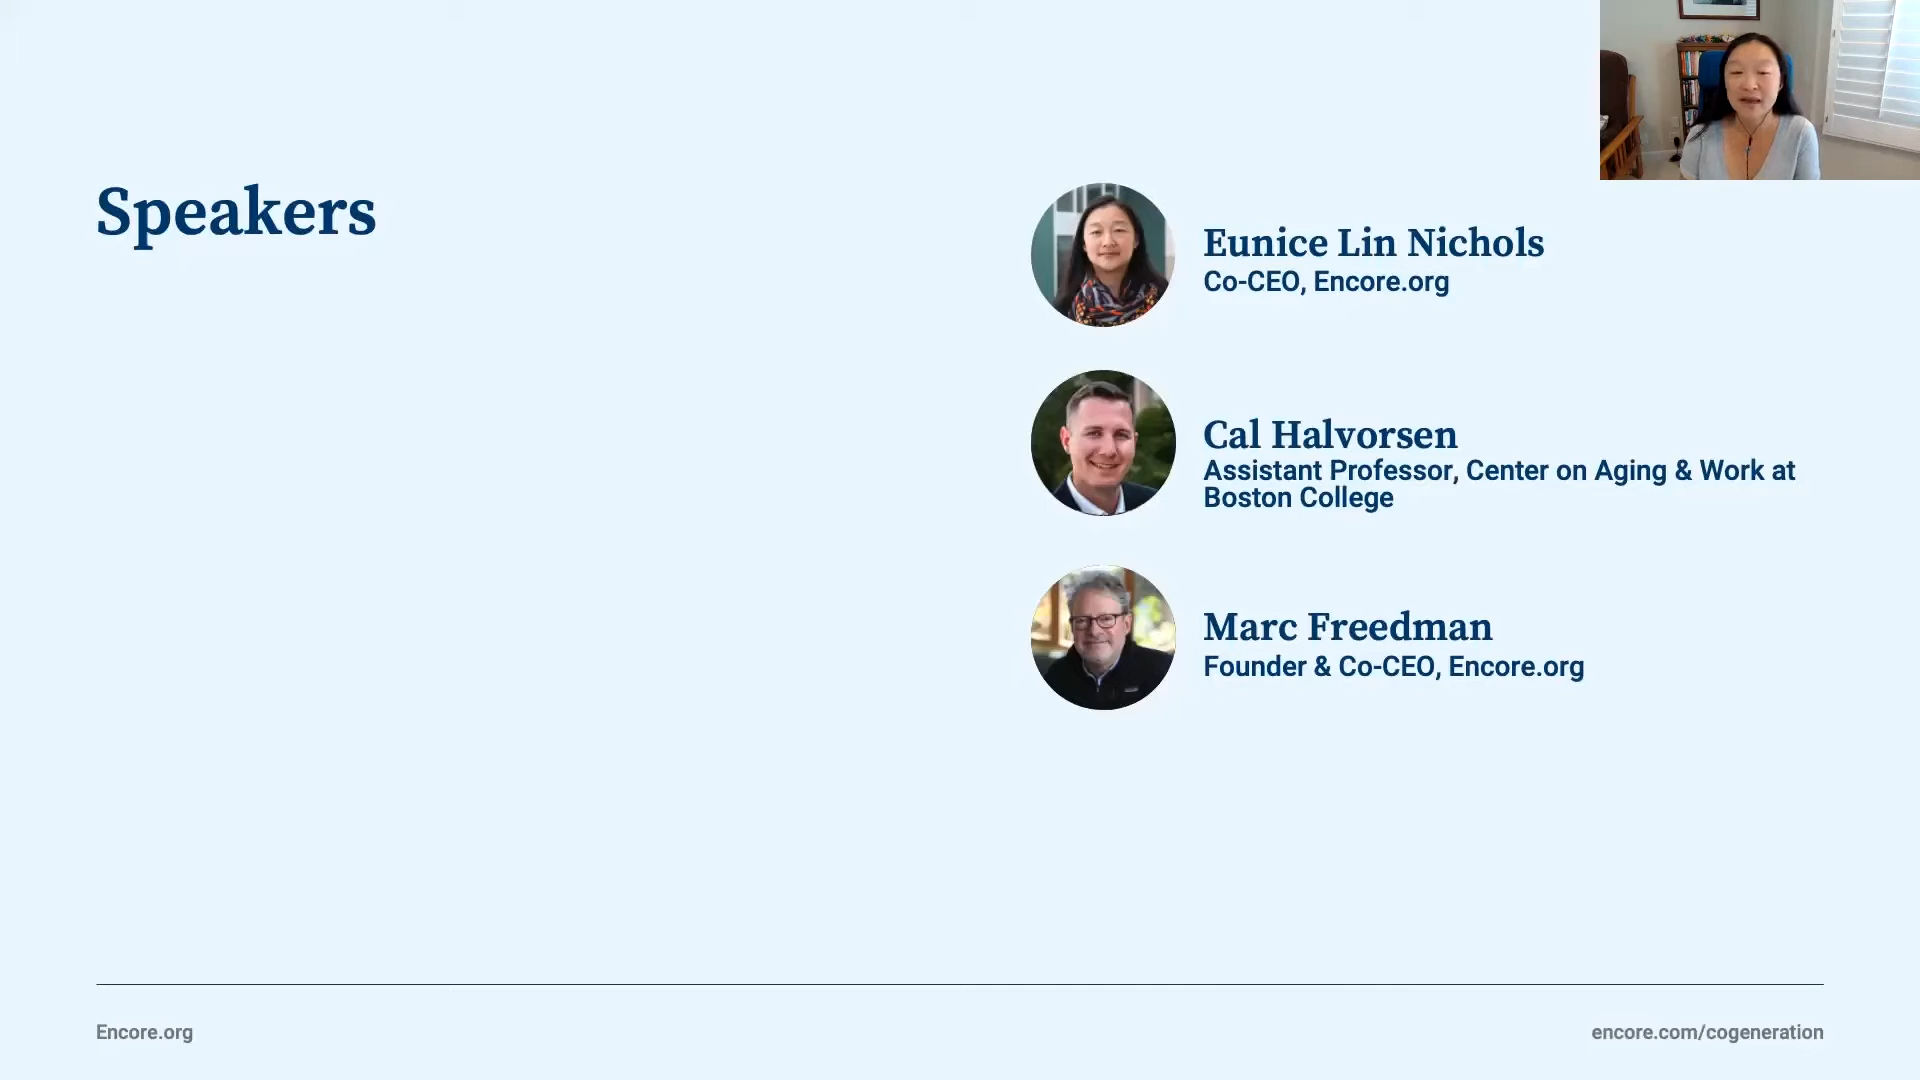 Speakers
Eunice Lin Nichols
Co-CEO, Encore.org
Cal Halvorsen
Assistant Professor, Center on Aging & Work at
Boston College
Marc Freedman
Founder & Co-CEO, Encore.org
Encore.org
encore.com/cogeneration